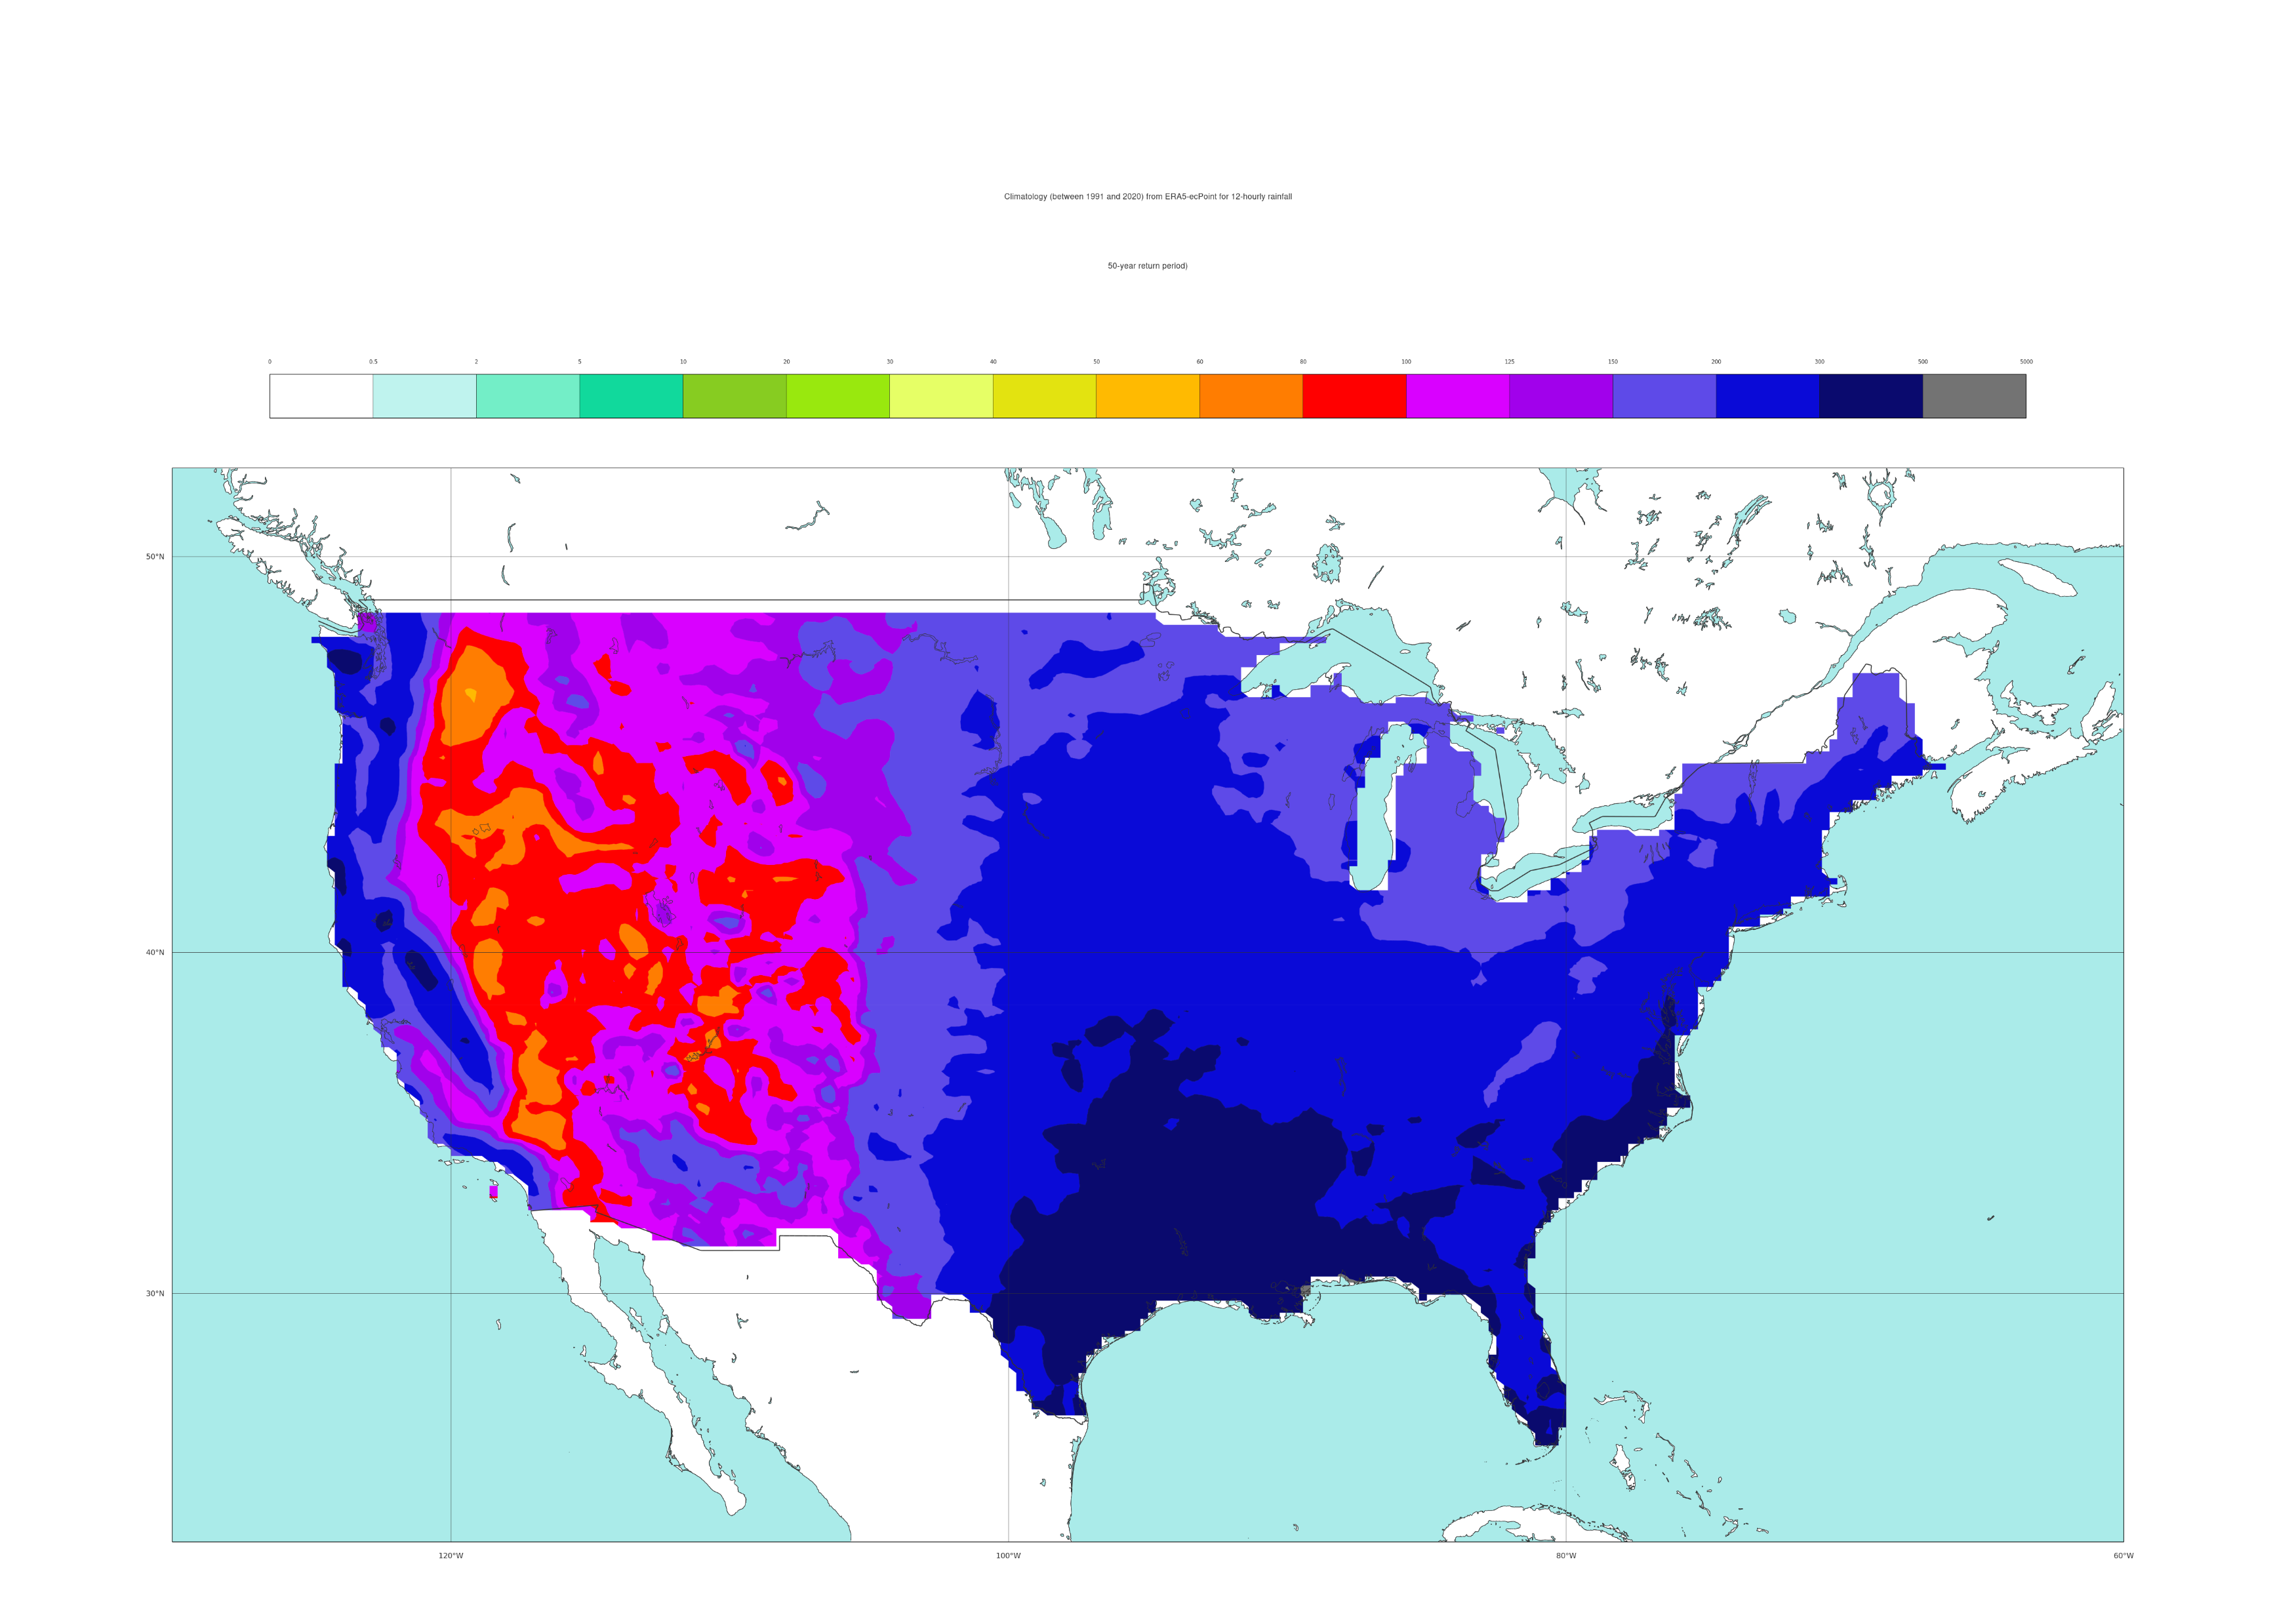 Climatology (between 1991 and 2020) from ERA5-ecPoint for 12-hourly rainfall
50-year return period)
0 0.5 2 5 10 20 30 40 50 60 80 100 125 150 200 300 500 5000
50°N
40°N
30°N
120°W 100°W 80°W 60°W